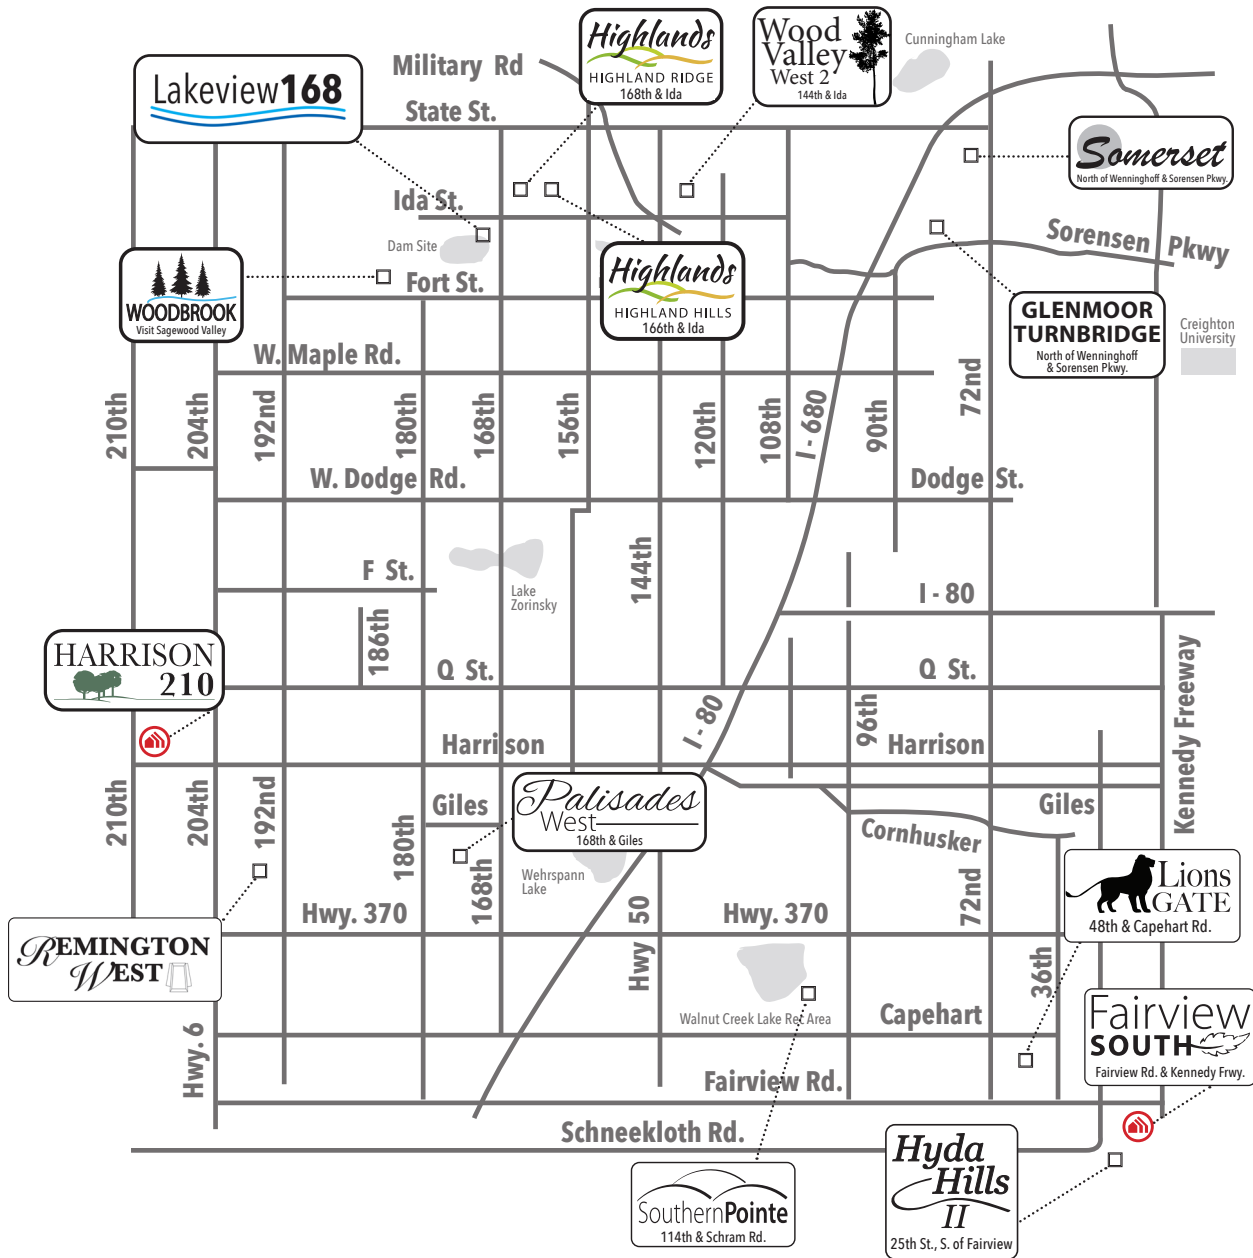 Highlands
HIGHLAND RIDGE
168th & Ida
Wood
Valley
West 2
144th & Ida
Cunningham Lake
Military Rd
Lakeview168
State St.
Somerset
North of Wenninghoff & Sorensen Pkwy.
Ida St.
Dam Site
Sorensen Pkwy
WOODBROOK
Visit Sagewood Valley
Fort St.
Highlands
HIGHLAND HILLS
166th & Ida
GLENMOOR
TURNBRIDGE
North of Wenninghoff
& Sorensen Pkwy.
Creighton
University
W. Maple Rd.
210th
204th
192nd
180th
168th
156th
120th
108th
I - 680
90th
72nd
W. Dodge Rd.
Dodge St.
F St.
Lake
Zorinsky
144th
I - 80
186th
HARRISON
210
Q St.
Q St.
Kennedy Freeway
I - 80
96th
Harrison
Harrison
210th
204th
192nd
180th
Giles
168th
Palisades
West
168th & Giles
Giles
Cornhusker
Wehrspann
Lake
72nd
Lions
GATE
48th & Capehart Rd.
Hwy. 370
Hwy 50
Hwy. 370
REMINGTON
WEST
36th
Walnut Creek Lake Rec Area
Capehart
Fairview
SOUTH
Fairview Rd. & Kennedy Frwy.
Hwy. 6
Fairview Rd.
Schneekloth Rd.
Hyda
Hills
II
25th St., S. of Fairview
SouthernPointe
114th & Schram Rd.